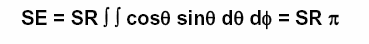 SE = SR ∫ ∫ cosθ sinθ dθ dϕ = SR π